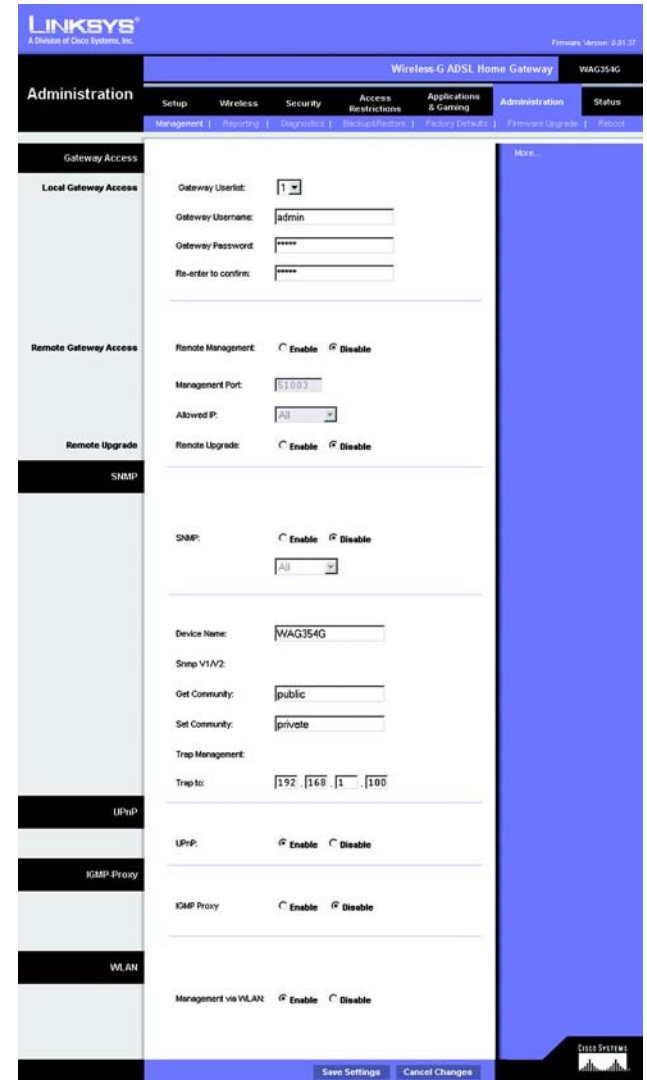 LINKSYS®
A Division of Cisco Systems, Inc.
Firmware Version: 0.01.37
Wireless-G ADSL Home Gateway WAG354G
Administration
Setup Wireless Security Access Restrictions Applications & Gaming Administration Status
Management | Reporting | Diagnostics | Backup&Restore | Factory Defaults | Firmware Upgrade | Reboot
Gateway Access
More...
Local Gateway Access
Gateway Userlist: 1
Gateway Username: admin
Gateway Password: *****
Re-enter to confirm: *****
Remote Gateway Access
Remote Management: Enable Disable
Management Port: 51003
Allowed IP: All
Remote Upgrade
Remote Upgrade: Enable Disable
SNMP
SNMP: Enable Disable
All
Device Name: WAG354G
Snmp V1/V2:
Get Community: public
Set Community: private
Trap Management:
Trap to: 192 . 168 . 1 . 100
UPnP
UPnP: Enable Disable
IGMP-Proxy
IGMP Proxy Enable Disable
WLAN
Management via WLAN: Enable Disable
Save Settings Cancel Changes
CISCO SYSTEMS